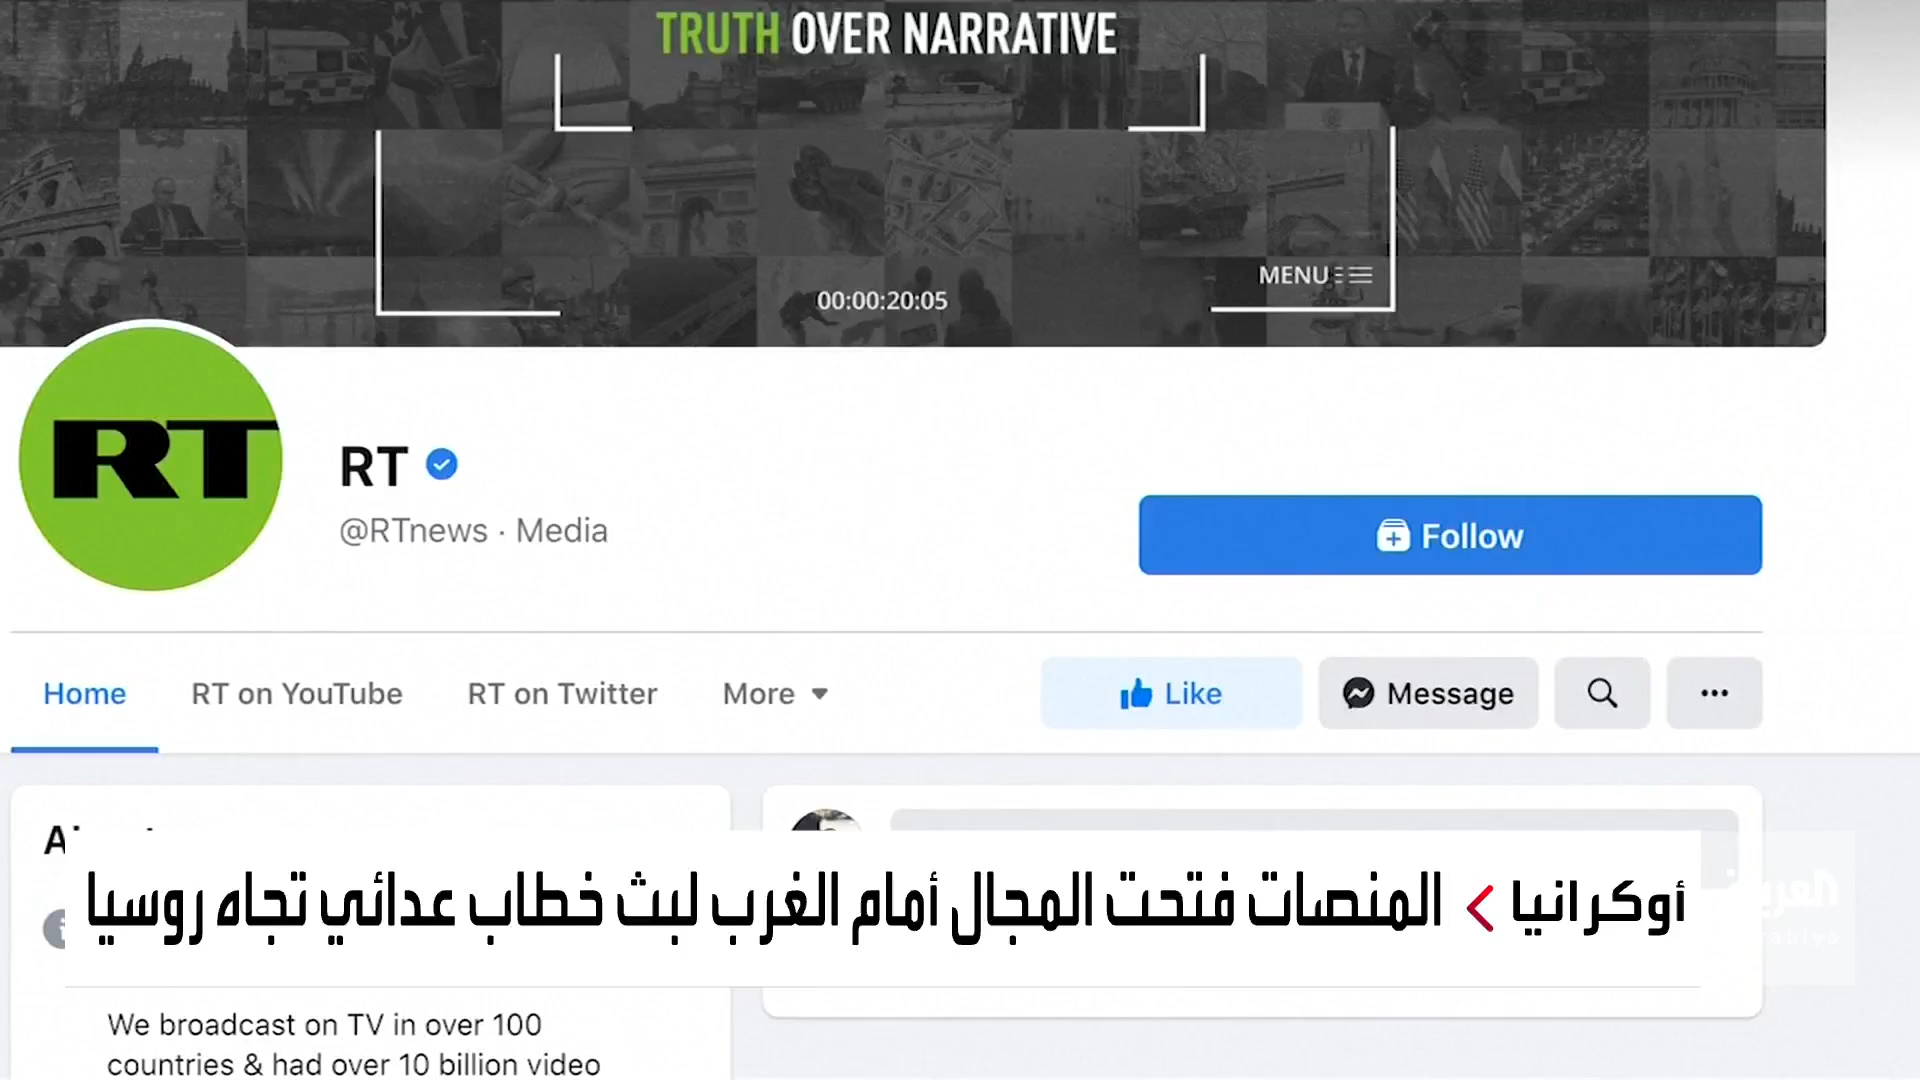 TRUTH OVER NARRATIVE
MENU
00:00:20:05
RT
RT
@RTnews · Media
Follow
Home
RT on YouTube
RT on Twitter
More
Like
Message
أوكرانيا > المنصات فتحت المجال أمام الغرب لبث خطاب عدائي تجاه روسيا
العربية
We broadcast on TV in over 100
countries & had over 10 billion video